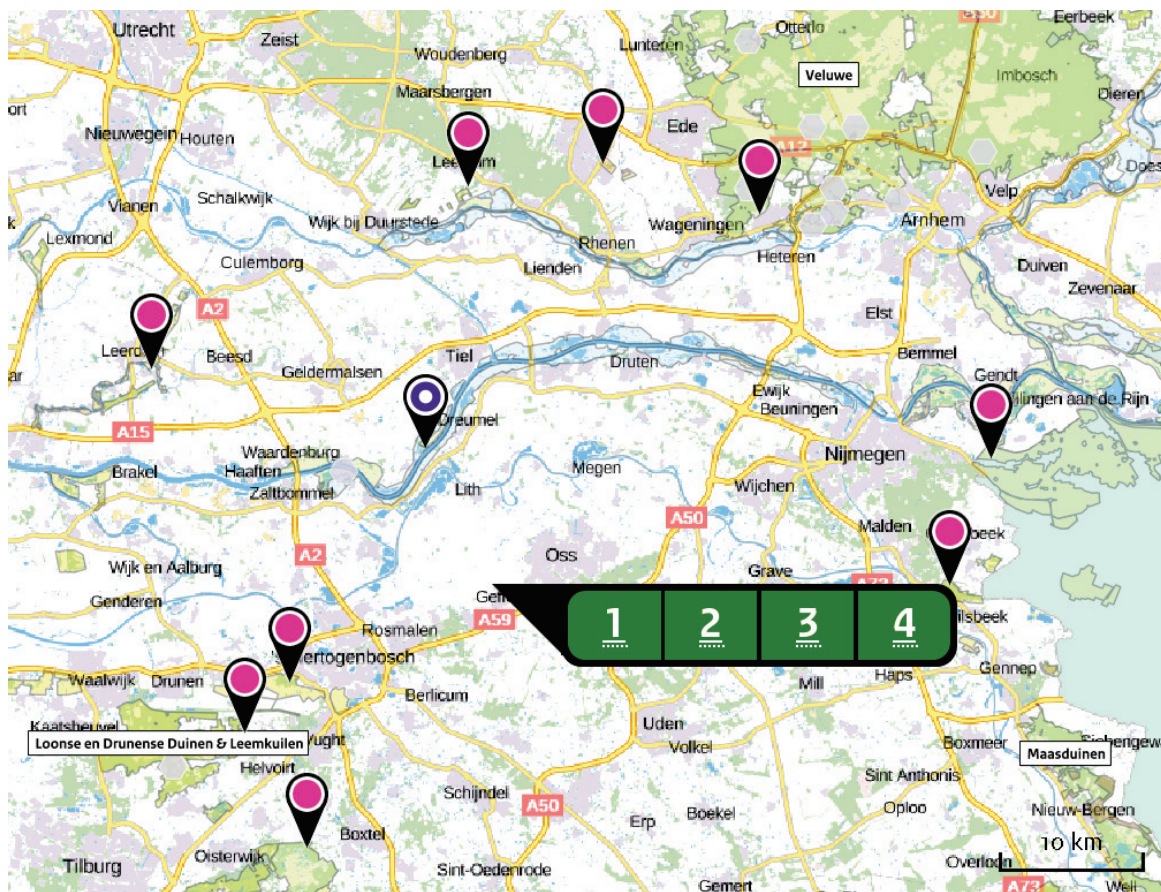 Utrecht
Zeist
Woudenberg
Lunteren
Otterlo
Eerbeek
Veluwe
Imbosch
Maarsbergen
Dieren
Nieuwegein
Houten
Ede
A12
Schalkwijk
Velp
Vianen
Wijk bij Duurstede
Wageningen
Arnhem
Lexmond
Rhenen
Culemborg
Lienden
Heteren
Duiven
Zevenaar
A2
Elst
Beesd
Tiel
Druten
Bemmel
Geldermalsen
Gendt
Ewijk
aan de Rijn
Dreumel
Beuningen
A15
Waardenburg
Nijmegen
Brakel
Haaften
Megen
Zaltbommel
Lith
Wijchen
A50
Malden
A2
Oss
Wijk en Aalburg
Grave
Genderen
A59
1 2 3 4
Rosmalen
Waalwijk
Drunen
Gennep
Haps
Mill
Berlicum
Kaatsheuvel
Uden
Loonse en Drunense Duinen & Leemkuilen
Vught
Volkel
Boxmeer
Maasduinen
Helvoirt
Sint Anthonis
Schijndel
A50
Boekel
Oploo
Nieuw-Bergen
Erp
Boxtel
10 km
Oisterwijk
Tilburg
Sint-Oedenrode
Overloon
Gemert
A73